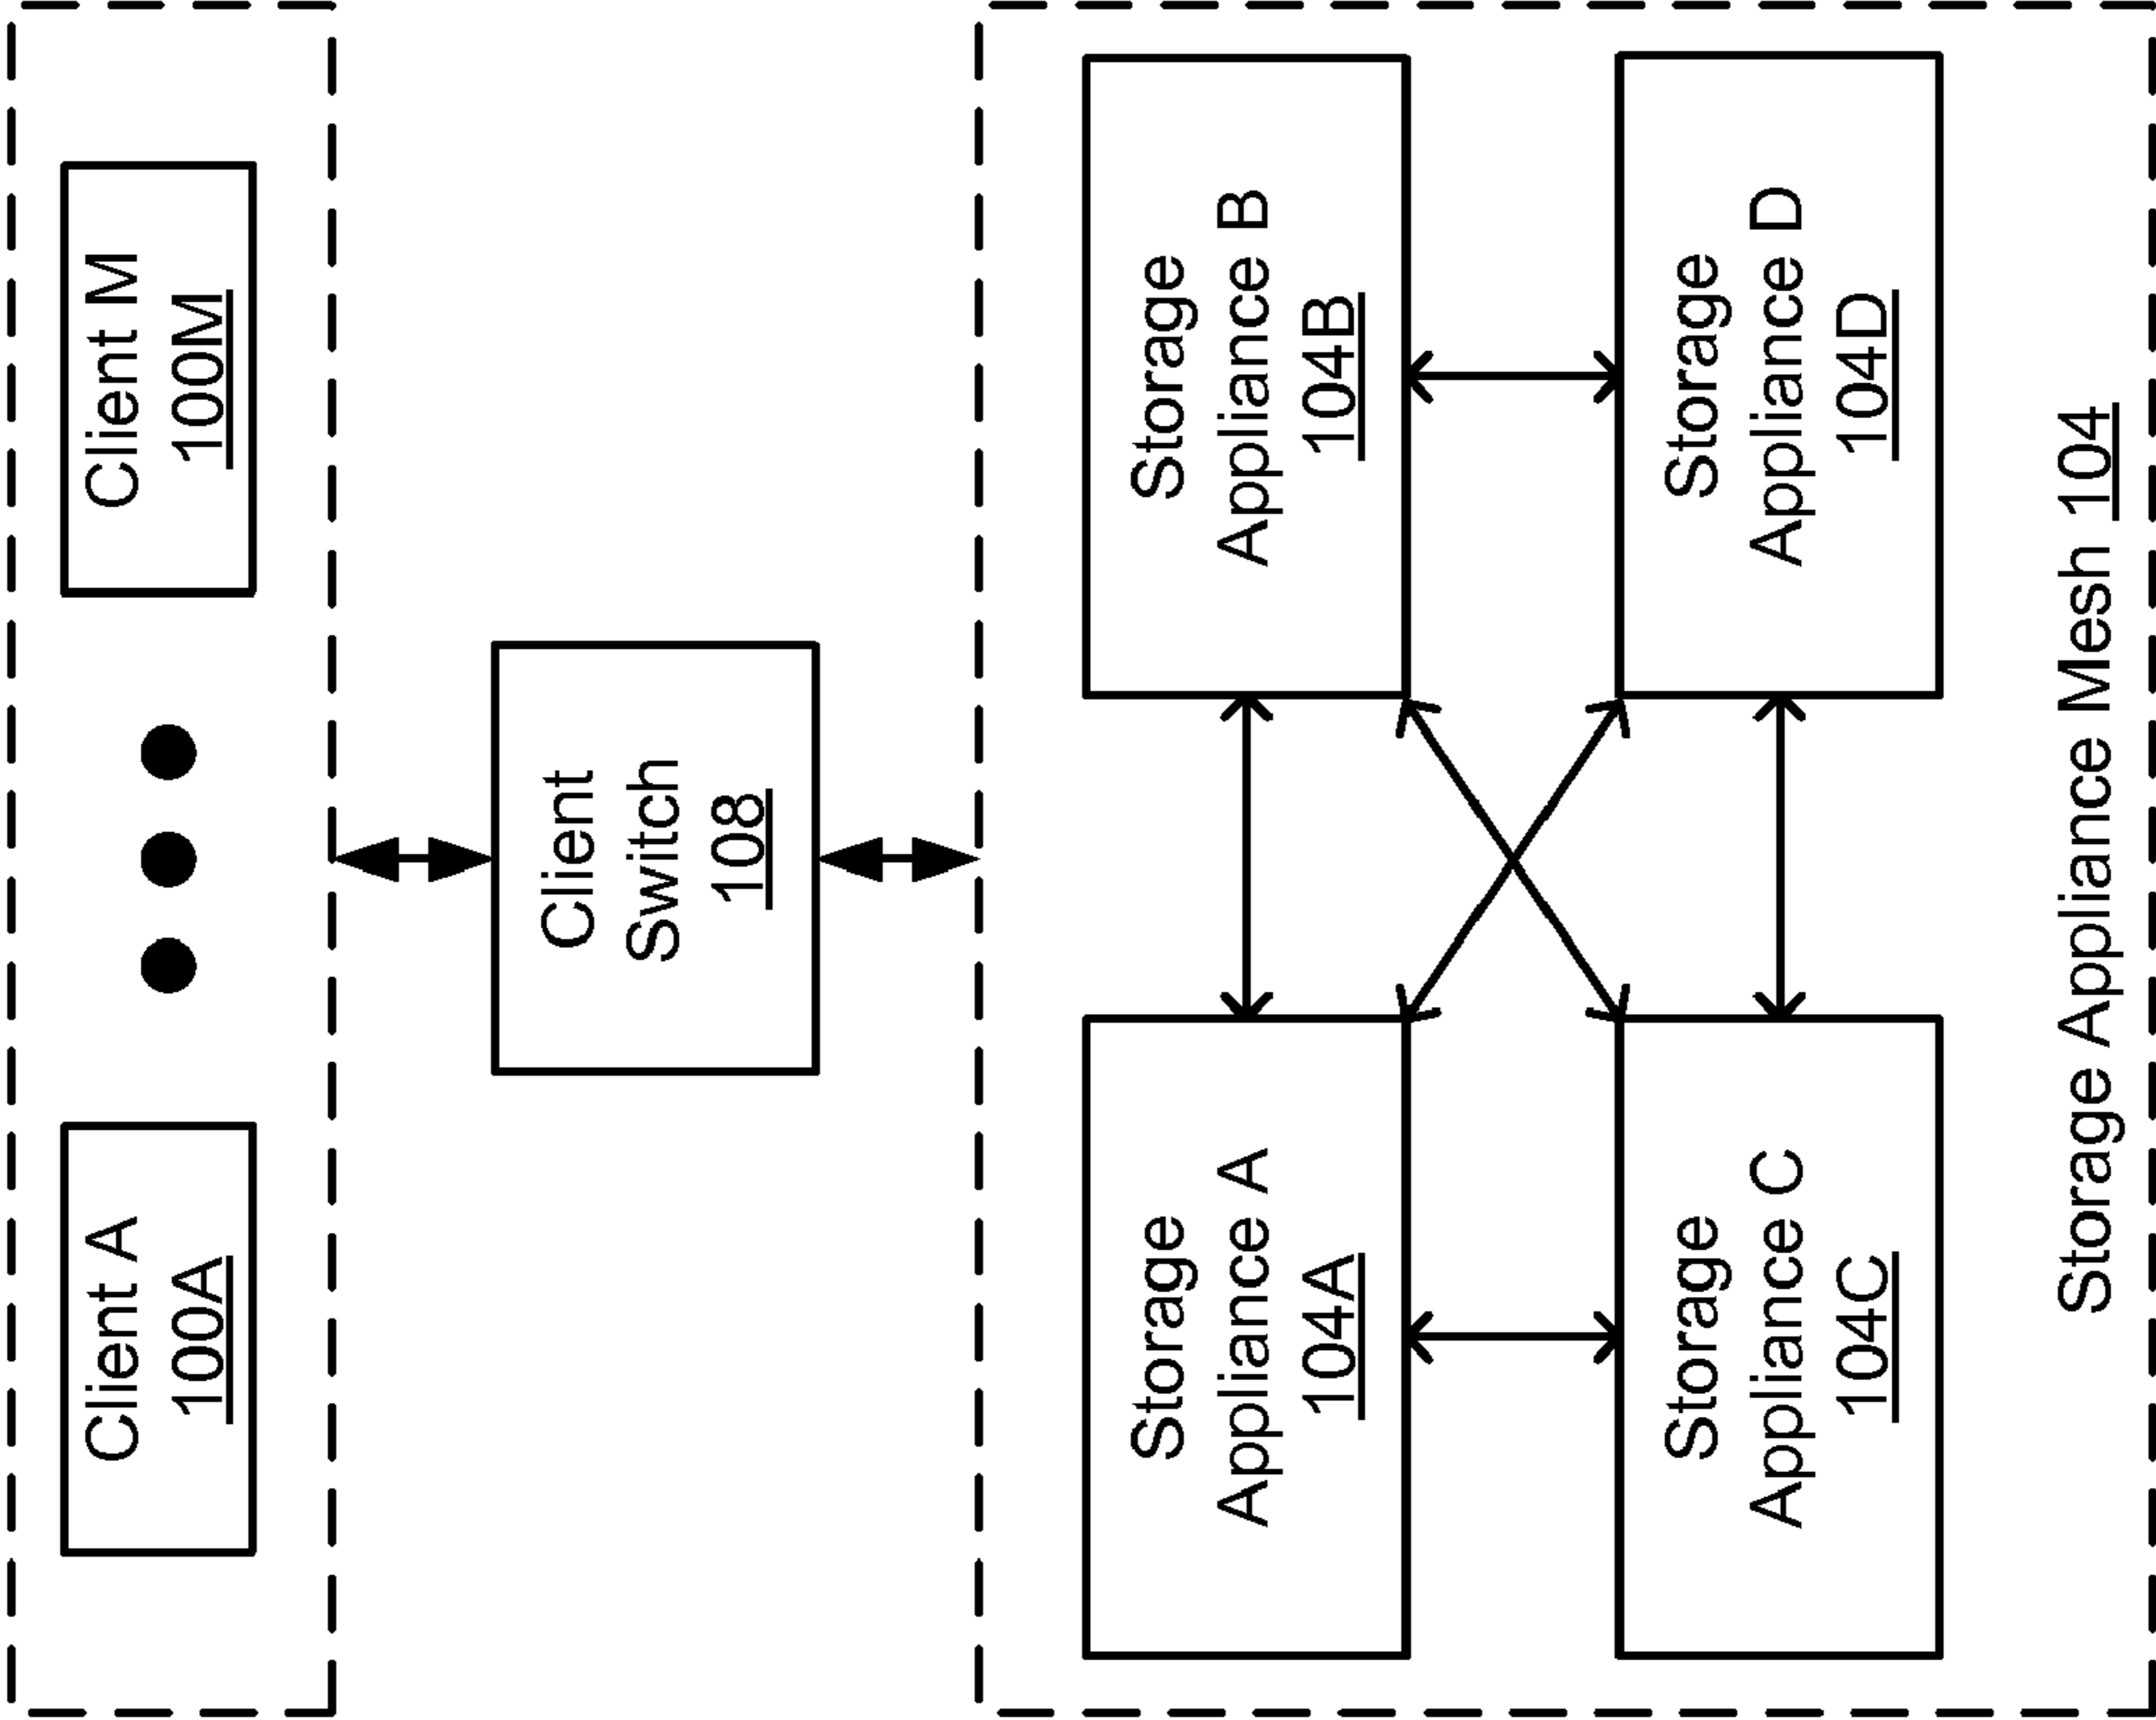 Client A
100A
Client M
100M
Client
Switch
108
Storage
Appliance A
104A
Storage
Appliance B
104B
Storage
Appliance C
104C
Storage
Appliance D
104D
Storage Appliance Mesh 104